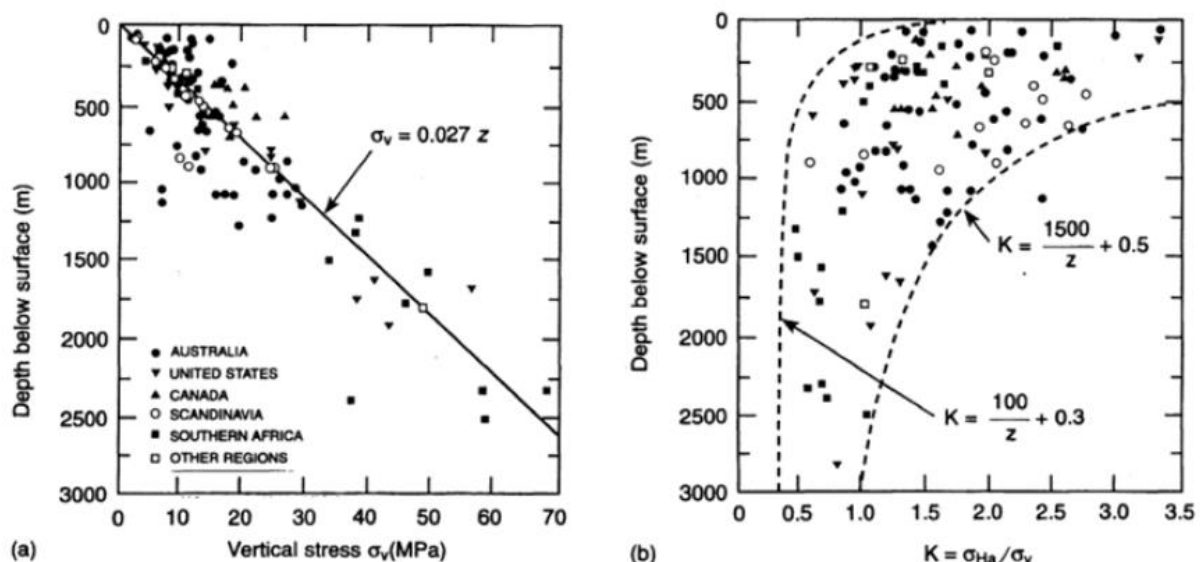 0
500
1000
1500
2000
2500
3000
Depth below surface (m)
σv = 0.027 z
AUSTRALIA
UNITED STATES
CANADA
SCANDINAVIA
SOUTHERN AFRICA
OTHER REGIONS
0 10 20 30 40 50 60 70
(a) Vertical stress σv(MPa)
0
500
1000
1500
2000
2500
3000
Depth below surface (m)
K = 1500/z + 0.5
K = 100/z + 0.3
0 0.5 1.0 1.5 2.0 2.5 3.0 3.5
(b) K = σHa/σv